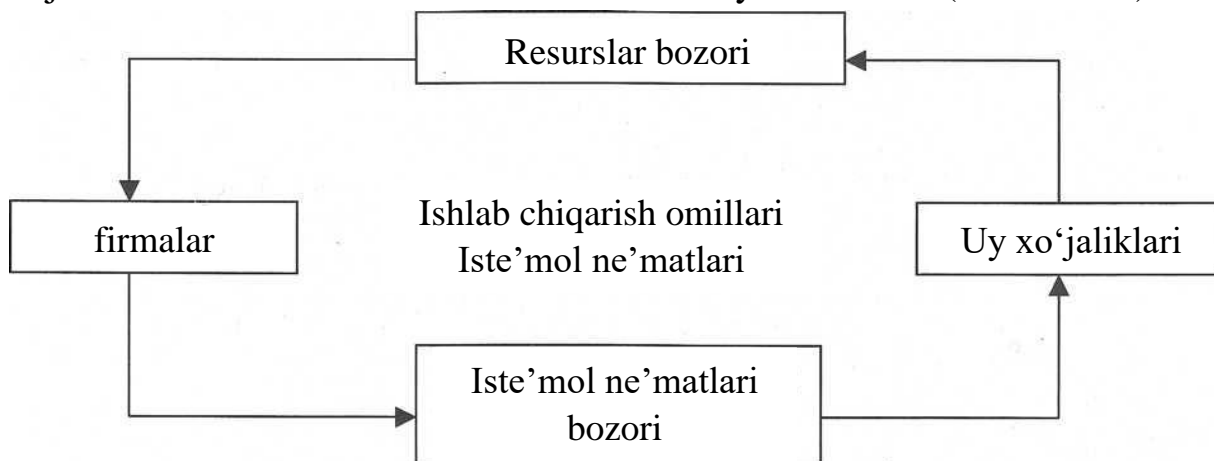 Resurslar bozori
firmalar
Ishlab chiqarish omillari
Iste’mol ne’matlari
Uy xo‘jaliklari
Iste’mol ne’matlari
bozori